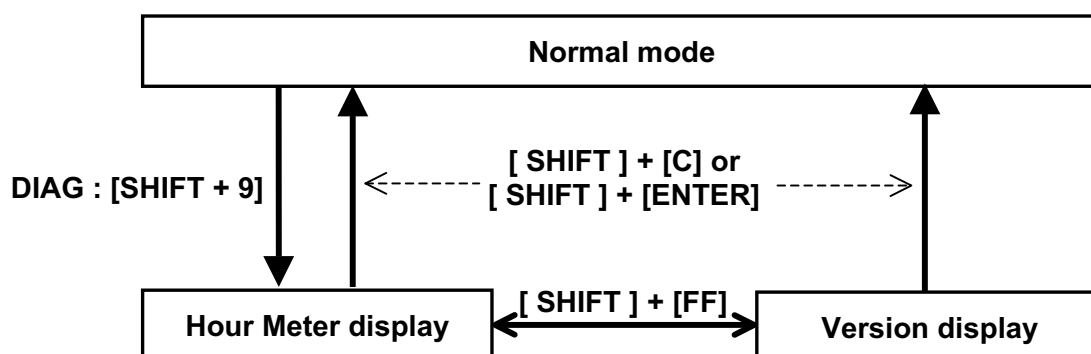 Normal mode
[ SHIFT ] + [C] or
[ SHIFT ] + [ENTER]
DIAG : [SHIFT + 9]
[ SHIFT ] + [FF]
Hour Meter display
Version display